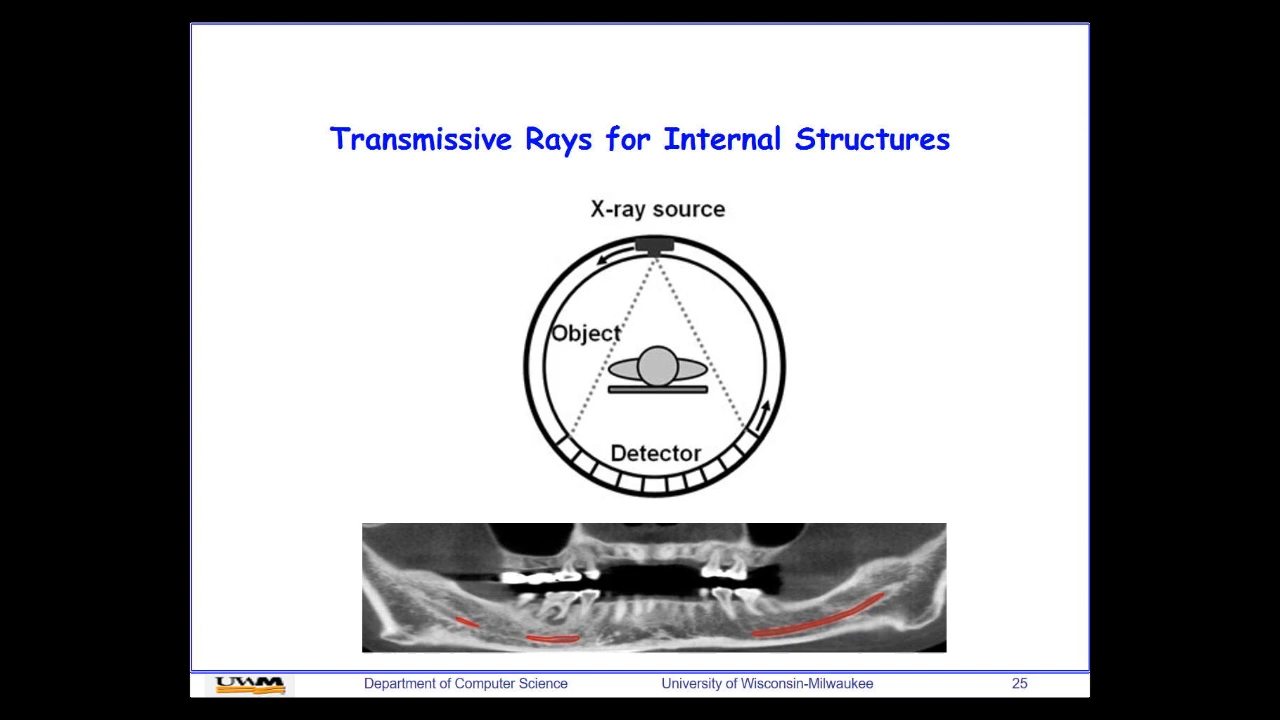 Transmissive Rays for Internal Structures
X-ray source
Object
Detector
UWM
Department of Computer Science
University of Wisconsin-Milwaukee
25